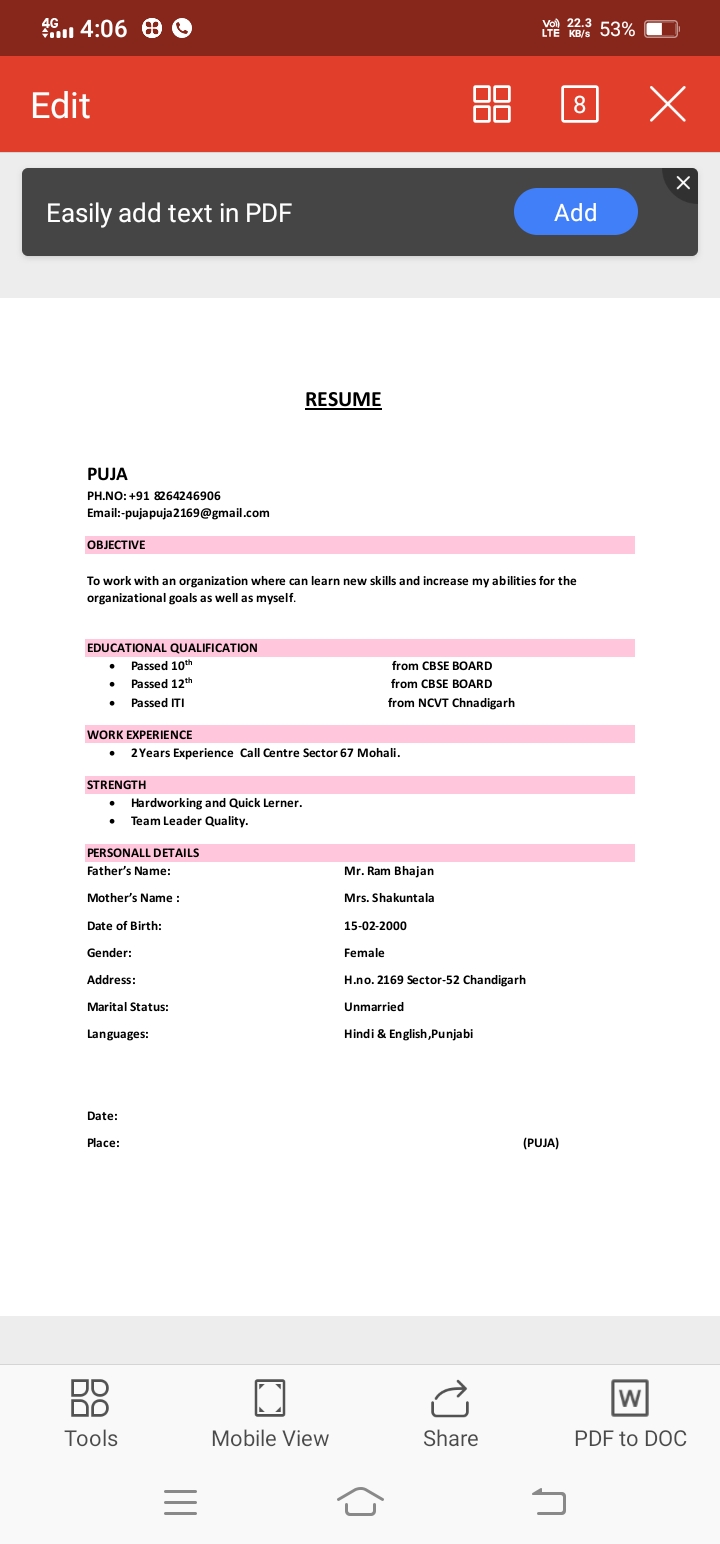 4G 4:06 Vo) LTE 22.3 KB/s 53%
Edit 8
Easily add text in PDF Add
RESUME
PUJA
PH.NO: +91 8264246906
Email:-pujapuja2169@gmail.com
OBJECTIVE
To work with an organization where can learn new skills and increase my abilities for the
organizational goals as well as myself.
EDUCATIONAL QUALIFICATION
• Passed 10th from CBSE BOARD
• Passed 12th from CBSE BOARD
• Passed ITI from NCVT Chnadigarh
WORK EXPERIENCE
• 2Years Experience Call Centre Sector 67 Mohali.
STRENGTH
• Hardworking and Quick Lerner.
• Team Leader Quality.
PERSONALL DETAILS
Father's Name: Mr. Ram Bhajan
Mother's Name : Mrs. Shakuntala
Date of Birth: 15-02-2000
Gender: Female
Address: H.no. 2169 Sector-52 Chandigarh
Marital Status: Unmarried
Languages: Hindi & English,Punjabi
Date:
Place: (PUJA)
Tools Mobile View Share W PDF to DOC